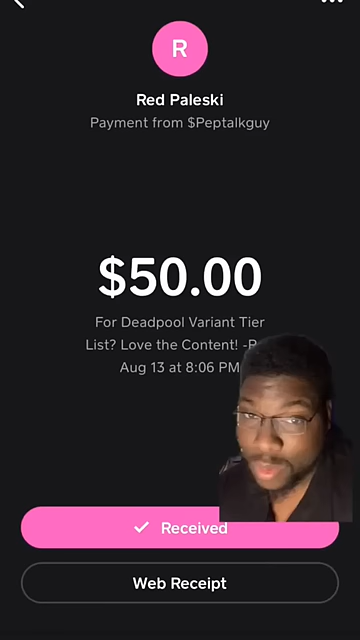 R
Red Paleski
Payment from $Peptalkguy
$50.00
For Deadpool Variant Tier
List? Love the Content!
Aug 13 at 8:06 PM
Received
Web Receipt